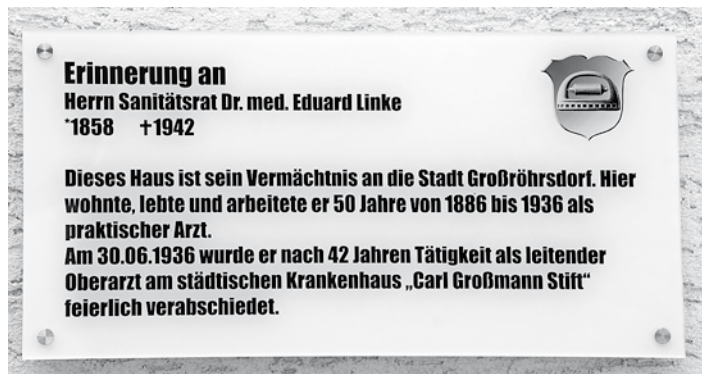 Erinnerung an
Herrn Sanitätsrat Dr. med. Eduard Linke
*1858 †1942
Dieses Haus ist sein Vermächtnis an die Stadt Großröhrsdorf. Hier
wohnte, lebte und arbeitete er 50 Jahre von 1886 bis 1936 als
praktischer Arzt.
Am 30.06.1936 wurde er nach 42 Jahren Tätigkeit als leitender
Oberarzt am städtischen Krankenhaus „Carl Großmann Stift“
feierlich verabschiedet.